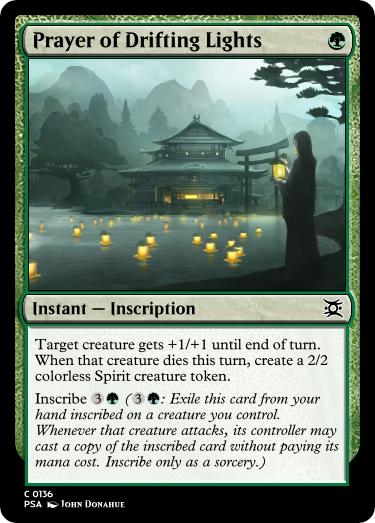 Prayer of Drifting Lights
Instant — Inscription
Target creature gets +1/+1 until end of turn.
When that creature dies this turn, create a 2/2
colorless Spirit creature token.
Inscribe 3 (3: Exile this card from your
hand inscribed on a creature you control.
Whenever that creature attacks, its controller may
cast a copy of the inscribed card without paying its
mana cost. Inscribe only as a sorcery.)
C 0136
PSA John Donahue